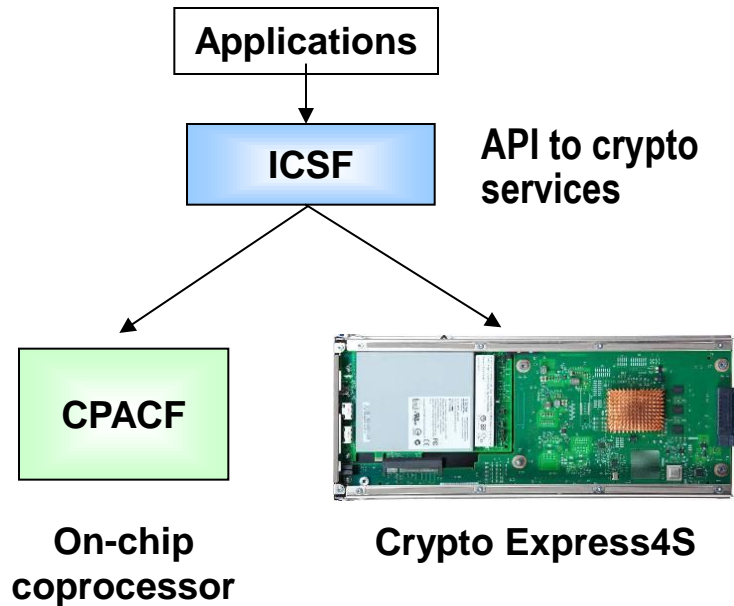 Applications
ICSF
API to crypto
services
CPACF
On-chip
coprocessor
Crypto Express4S